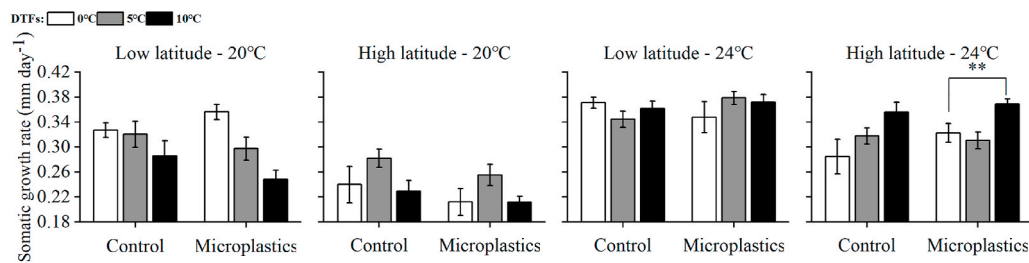 DTFs: 0℃ 5℃ 10℃
Low latitude - 20℃
High latitude - 20℃
Low latitude - 24℃
High latitude - 24℃
Somatic growth rate (mm day⁻¹)
0.42
0.38
0.34
0.30
0.26
0.22
0.18
**
Control Microplastics
Control Microplastics
Control Microplastics
Control Microplastics